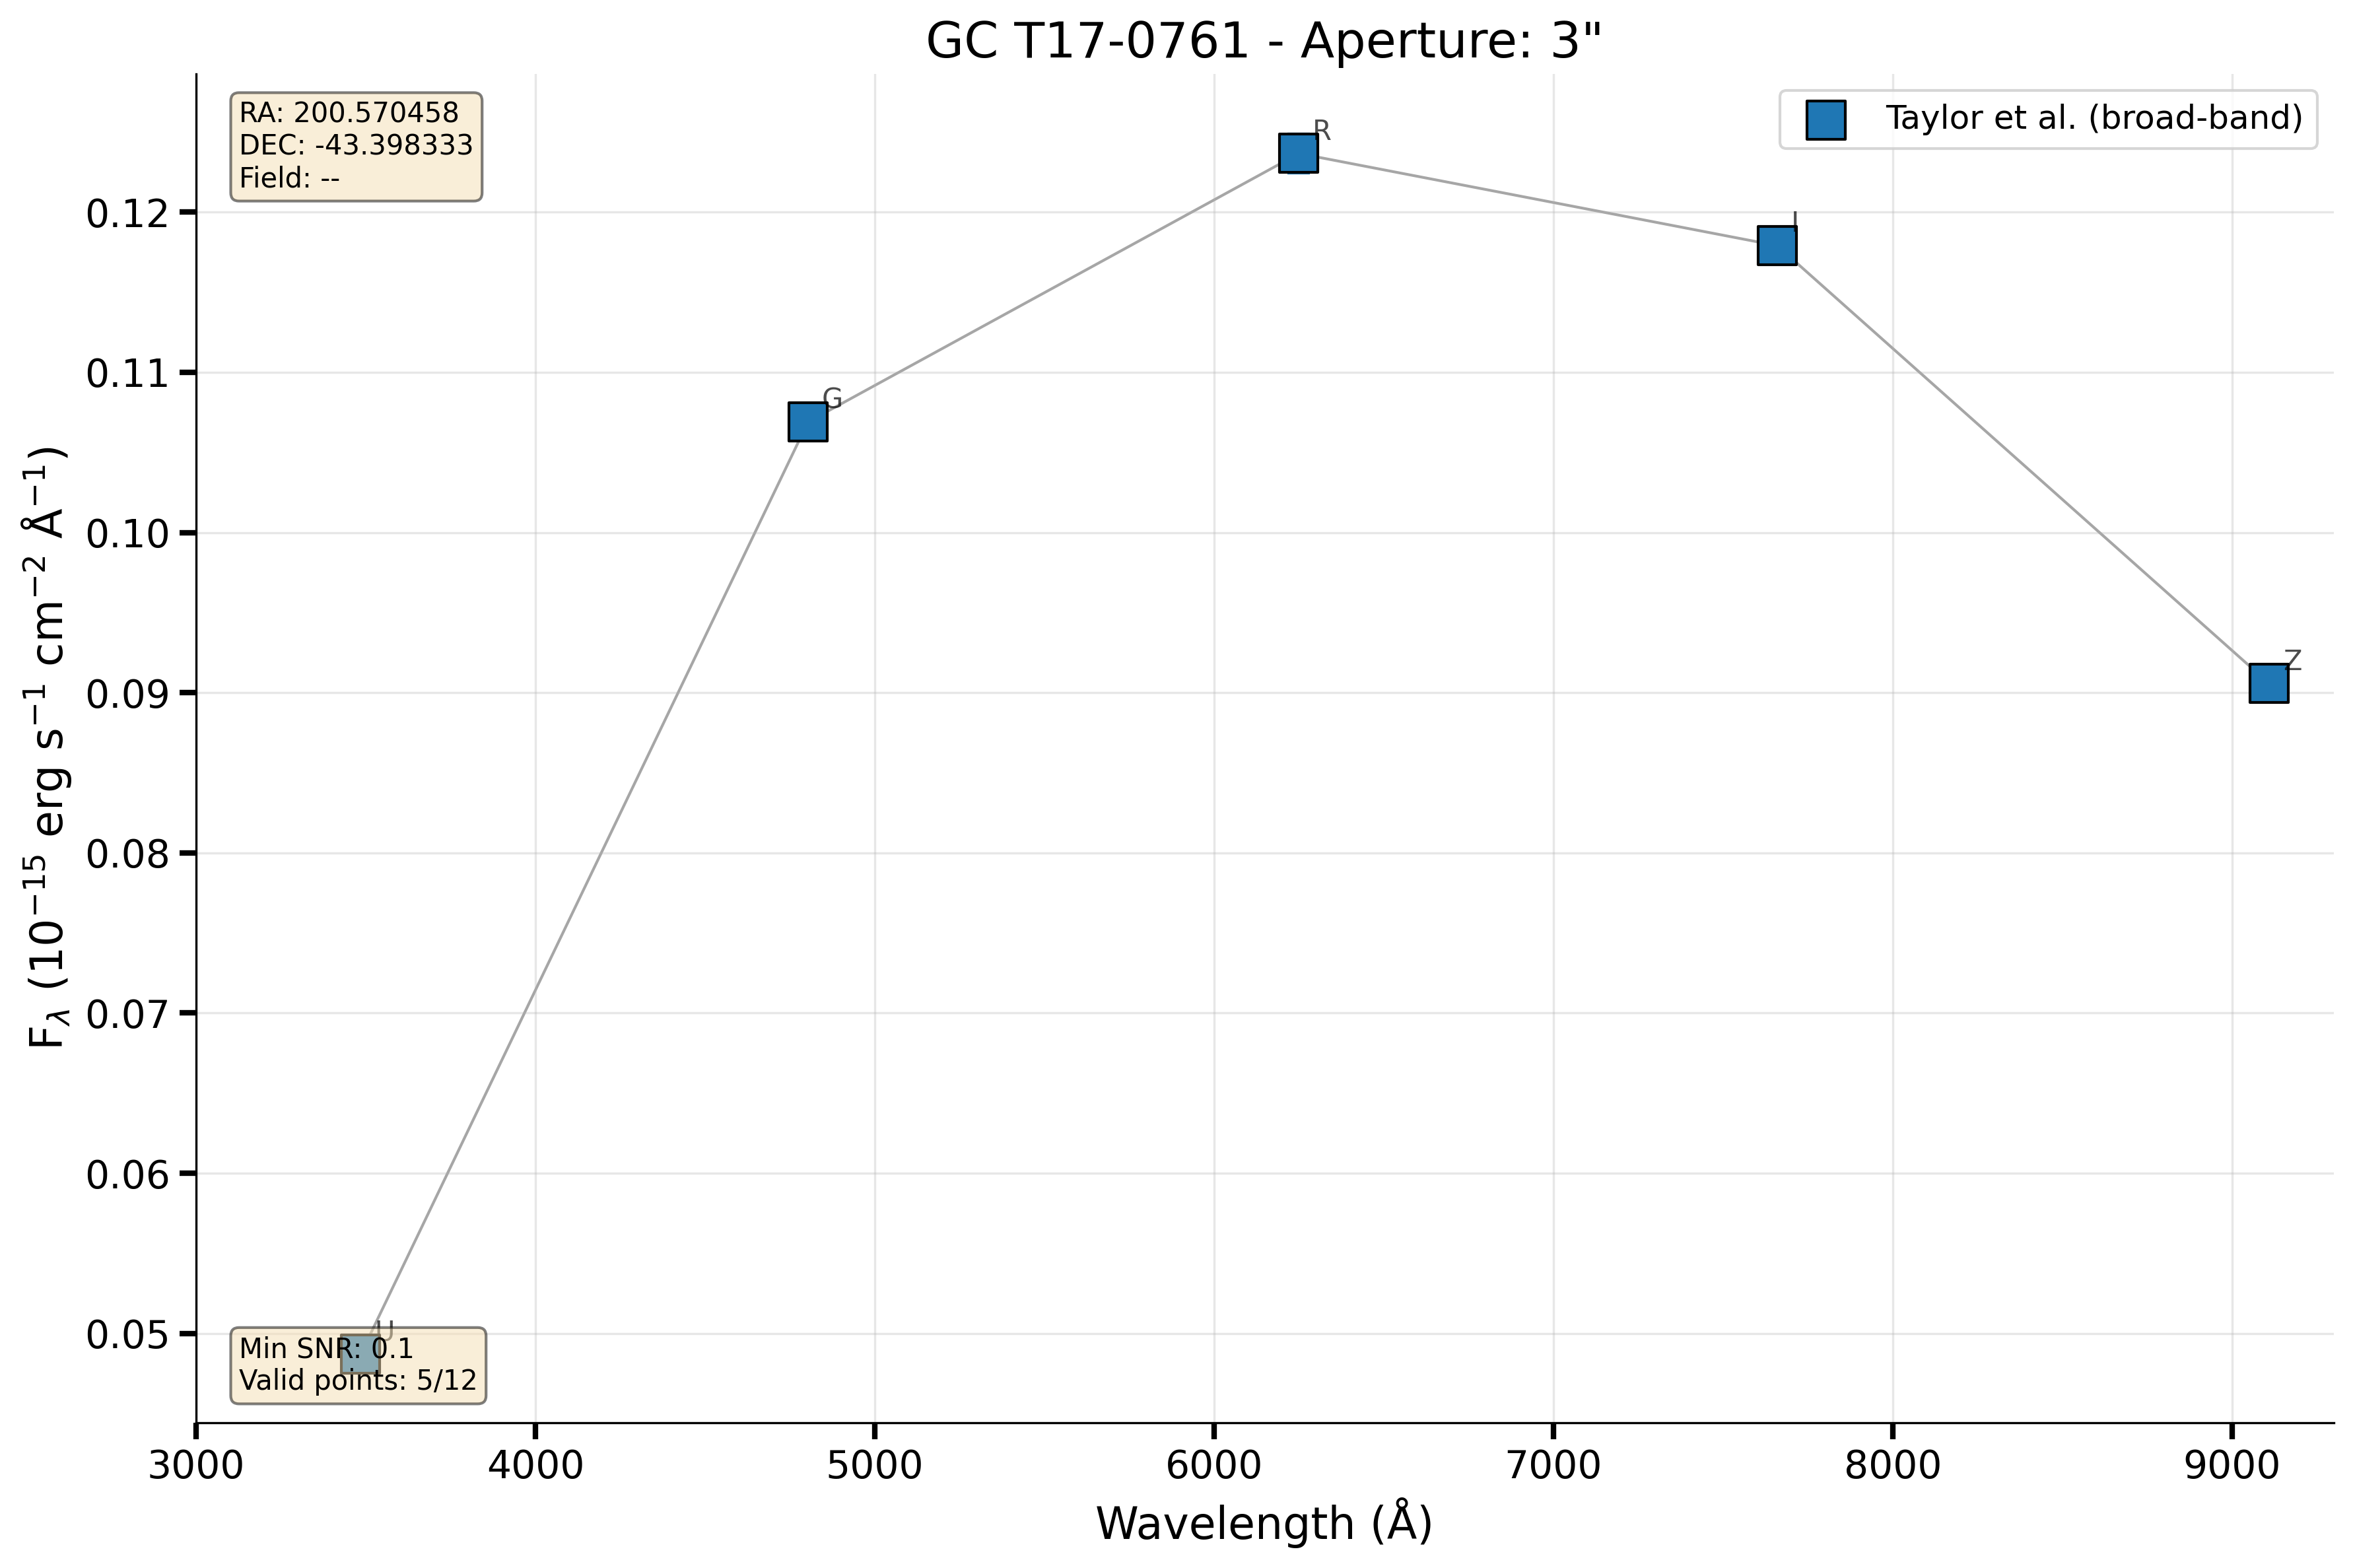 GC T17-0761 - Aperture: 3"
RA: 200.570458
DEC: -43.398333
Field: --
Taylor et al. (broad-band)
R
I
G
Z
U
Min SNR: 0.1
Valid points: 5/12
0.12
0.11
0.10
0.09
0.08
0.07
0.06
0.05
F_λ (10⁻¹⁵ erg s⁻¹ cm⁻² Å⁻¹)
3000 4000 5000 6000 7000 8000 9000
Wavelength (Å)